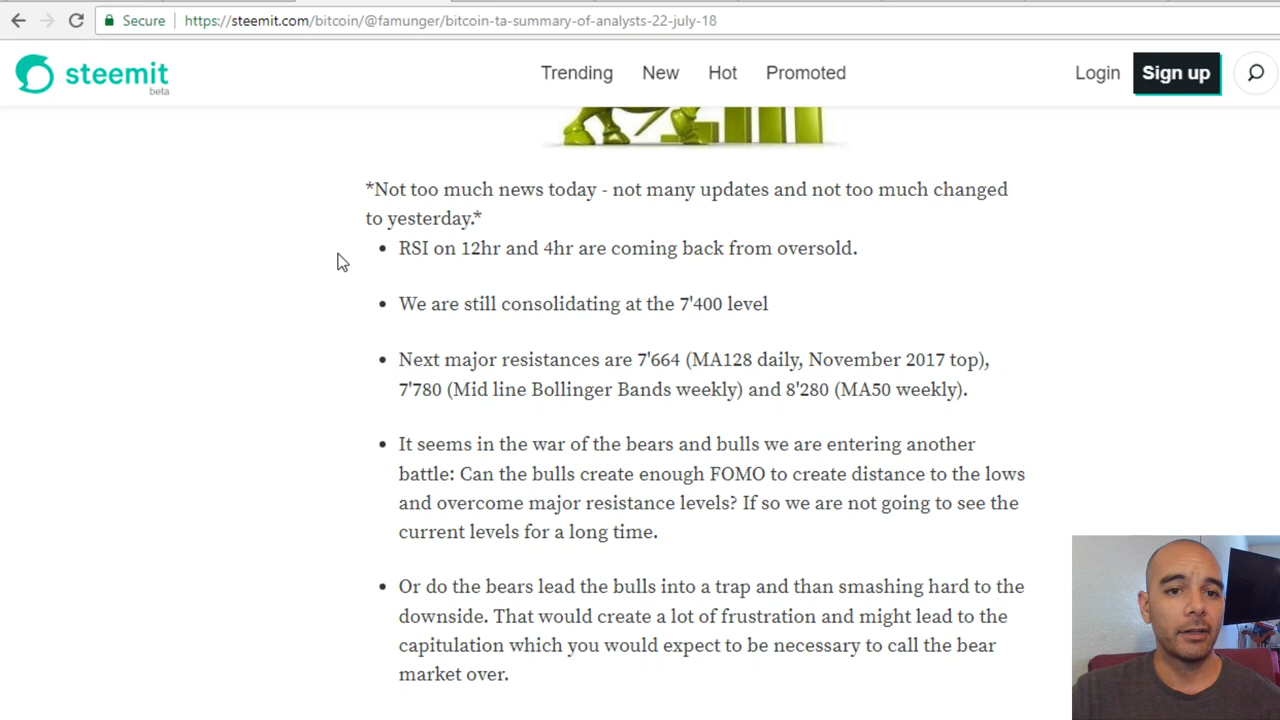 Secure https://steemit.com/bitcoin/@famunger/bitcoin-ta-summary-of-analysts-22-july-18
steemit
beta
Trending New Hot Promoted Login Sign up
*Not too much news today - not many updates and not too much changed
to yesterday.*
• RSI on 12hr and 4hr are coming back from oversold.
• We are still consolidating at the 7'400 level
• Next major resistances are 7'664 (MA128 daily, November 2017 top),
7'780 (Mid line Bollinger Bands weekly) and 8'280 (MA50 weekly).
• It seems in the war of the bears and bulls we are entering another
battle: Can the bulls create enough FOMO to create distance to the lows
and overcome major resistance levels? If so we are not going to see the
current levels for a long time.
• Or do the bears lead the bulls into a trap and than smashing hard to the
downside. That would create a lot of frustration and might lead to the
capitulation which you would expect to be necessary to call the bear
market over.